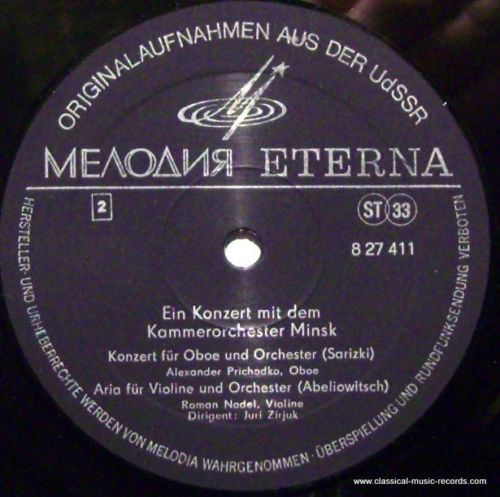 ORIGINALAUFNAHMEN AUS DER UdSSR
МЕЛОДИЯ ETERNA
2
ST 33
8 27 411
Ein Konzert mit dem
Kammerorchester Minsk
Konzert für Oboe und Orchester (Sarizki)
Alexander Prichodko, Oboe
Aria für Violine und Orchester (Abeliowitsch)
Roman Nodel, Violine
Dirigent: Juri Zirjuk
HERSTELLER- UND URHEBERRECHTE WERDEN VON MELODIA WAHRGENOMMEN · ÜBERSPIELUNG UND RUNDFUNKSENDUNG VERBOTEN
www.classical-music-records.com